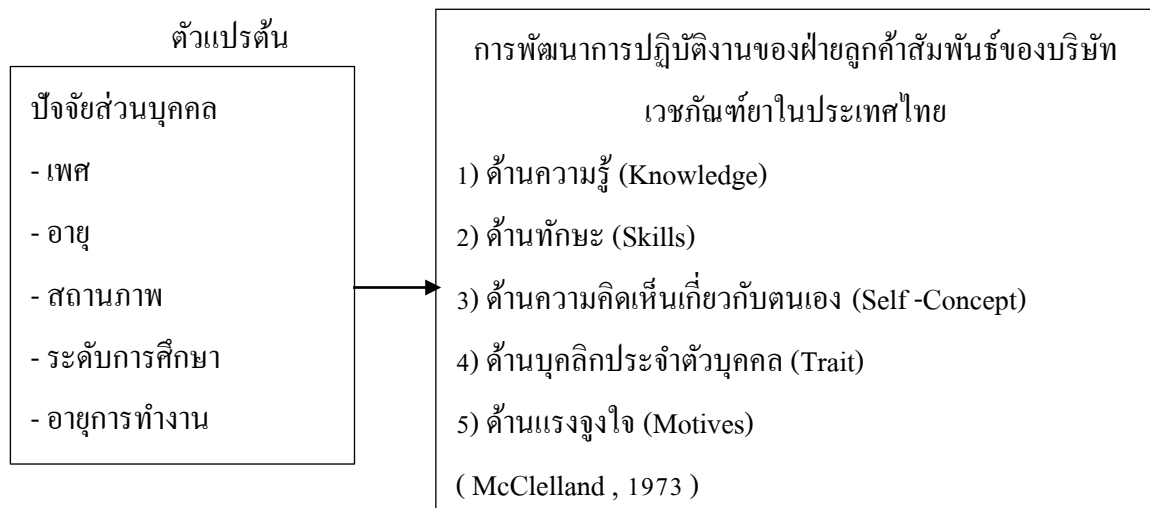 ตัวแปรต้น
ปัจจัยส่วนบุคคล
- เพศ
- อายุ
- สถานภาพ
- ระดับการศึกษา
- อายุการทำงาน
การพัฒนาการปฏิบัติงานของฝ่ายลูกค้าสัมพันธ์ของบริษัท
เวชภัณฑ์ยาในประเทศไทย
1) ด้านความรู้ (Knowledge)
2) ด้านทักษะ (Skills)
3) ด้านความคิดเห็นเกี่ยวกับตนเอง (Self -Concept)
4) ด้านบุคลิกประจำตัวบุคคล (Trait)
5) ด้านแรงจูงใจ (Motives)
( McClelland , 1973 )